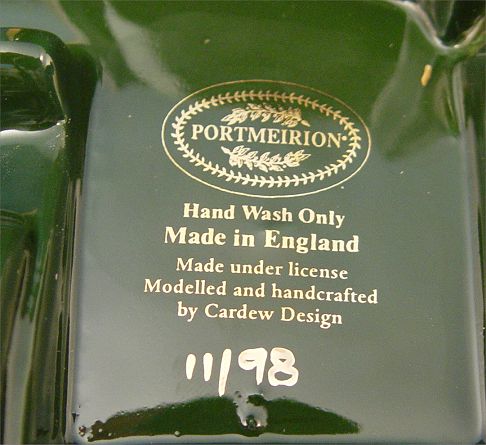 PORTMEIRION
Hand Wash Only
Made in England
Made under license
Modelled and handcrafted
by Cardew Design
11/98